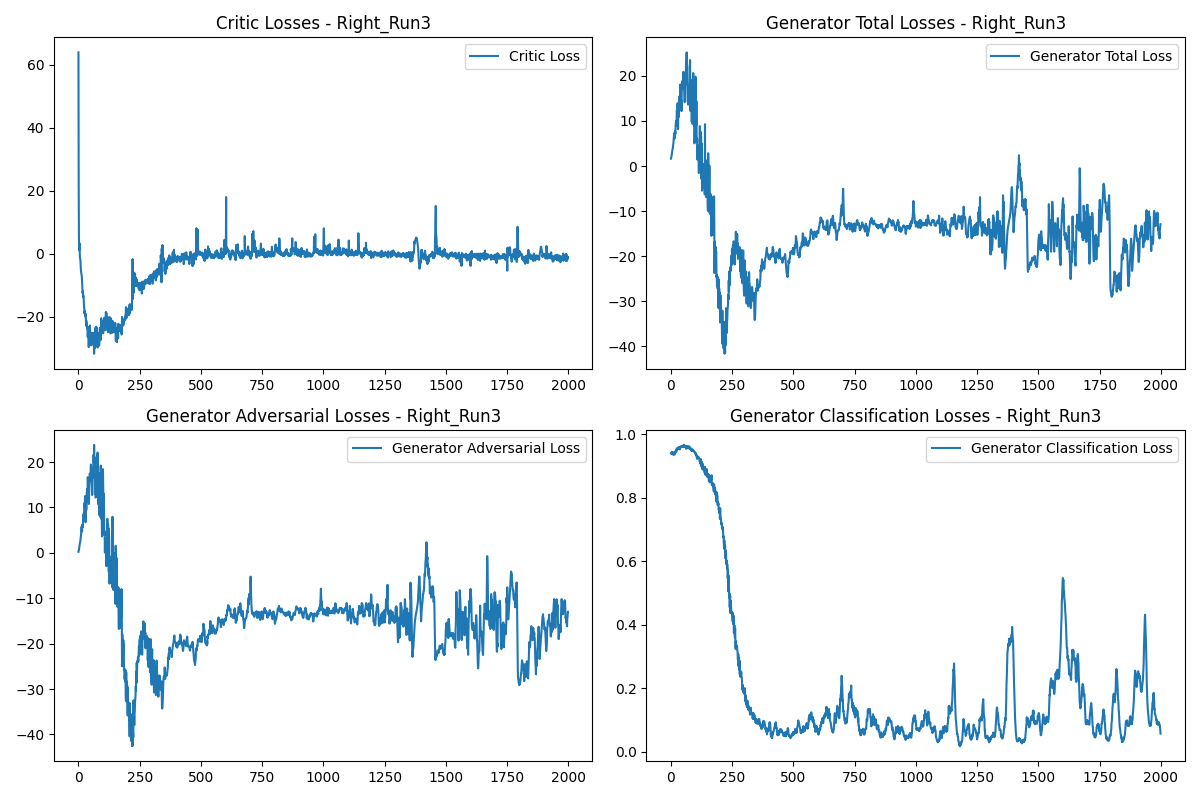 Critic Losses - Right_Run3
Critic Loss
60
40
20
0
−20
0 250 500 750 1000 1250 1500 1750 2000
Generator Total Losses - Right_Run3
Generator Total Loss
20
10
0
−10
−20
−30
−40
0 250 500 750 1000 1250 1500 1750 2000
Generator Adversarial Losses - Right_Run3
Generator Adversarial Loss
20
10
0
−10
−20
−30
−40
0 250 500 750 1000 1250 1500 1750 2000
Generator Classification Losses - Right_Run3
Generator Classification Loss
1.0
0.8
0.6
0.4
0.2
0.0
0 250 500 750 1000 1250 1500 1750 2000